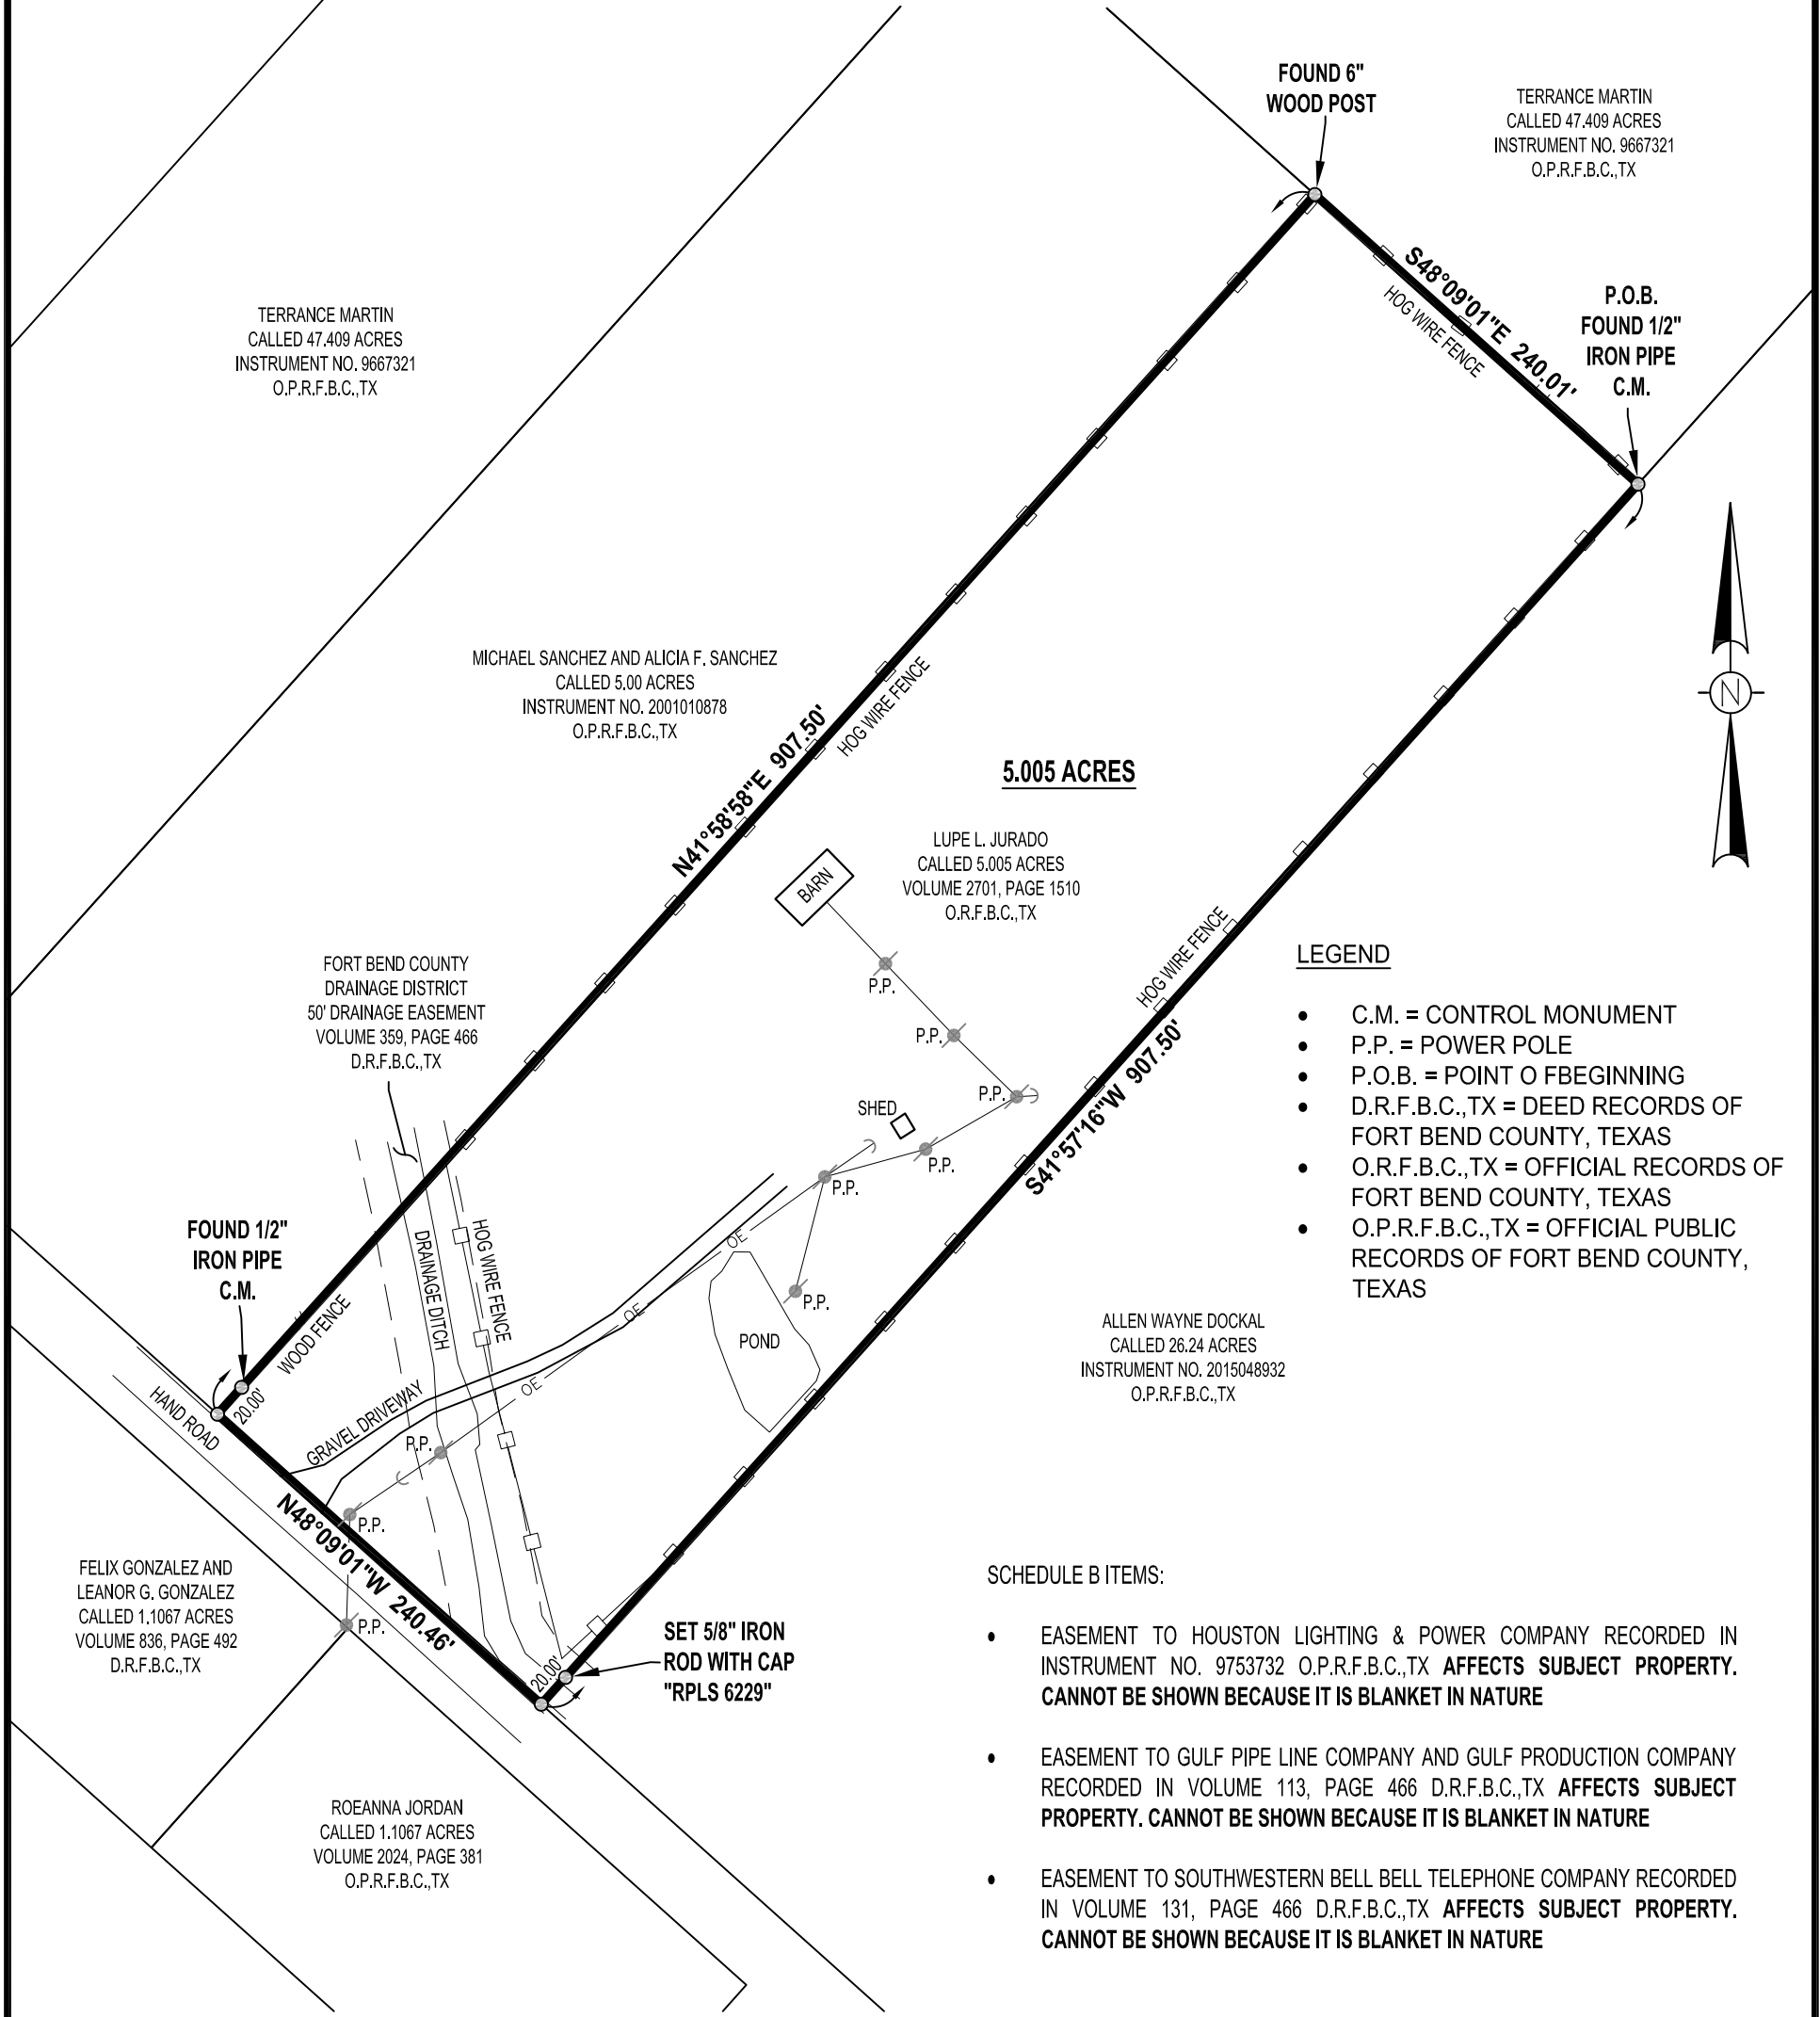 FOUND 6"
WOOD POST
TERRANCE MARTIN
CALLED 47.409 ACRES
INSTRUMENT NO. 9667321
O.P.R.F.B.C.,TX
S48°09'01"E 240.01'
HOG WIRE FENCE
P.O.B.
FOUND 1/2"
IRON PIPE
C.M.
TERRANCE MARTIN
CALLED 47.409 ACRES
INSTRUMENT NO. 9667321
O.P.R.F.B.C.,TX
N
MICHAEL SANCHEZ AND ALICIA F. SANCHEZ
CALLED 5.00 ACRES
INSTRUMENT NO. 2001010878
O.P.R.F.B.C.,TX
N41°58'58"E 907.50'
HOG WIRE FENCE
5.005 ACRES
LUPE L. JURADO
CALLED 5.005 ACRES
VOLUME 2701, PAGE 1510
O.R.F.B.C.,TX
BARN
P.P.
P.P.
P.P.
SHED
P.P.
P.P.
P.P.
HOG WIRE FENCE
S41°57'16"W 907.50'
FORT BEND COUNTY
DRAINAGE DISTRICT
50' DRAINAGE EASEMENT
VOLUME 359, PAGE 466
D.R.F.B.C.,TX
LEGEND
• C.M. = CONTROL MONUMENT
• P.P. = POWER POLE
• P.O.B. = POINT O FBEGINNING
• D.R.F.B.C.,TX = DEED RECORDS OF
FORT BEND COUNTY, TEXAS
• O.R.F.B.C.,TX = OFFICIAL RECORDS OF
FORT BEND COUNTY, TEXAS
• O.P.R.F.B.C.,TX = OFFICIAL PUBLIC
RECORDS OF FORT BEND COUNTY,
TEXAS
FOUND 1/2"
IRON PIPE
C.M.
DRAINAGE DITCH
HOG WIRE FENCE
OE
OE
OE
POND
WOOD FENCE
20.00'
HAND ROAD
GRAVEL DRIVEWAY
P.P.
P.P.
P.P.
N48°09'01"W 240.46'
ALLEN WAYNE DOCKAL
CALLED 26.24 ACRES
INSTRUMENT NO. 2015048932
O.P.R.F.B.C.,TX
FELIX GONZALEZ AND
LEANOR G. GONZALEZ
CALLED 1.1067 ACRES
VOLUME 836, PAGE 492
D.R.F.B.C.,TX
20.00'
SET 5/8" IRON
ROD WITH CAP
"RPLS 6229"
ROEANNA JORDAN
CALLED 1.1067 ACRES
VOLUME 2024, PAGE 381
O.P.R.F.B.C.,TX
SCHEDULE B ITEMS:
• EASEMENT TO HOUSTON LIGHTING & POWER COMPANY RECORDED IN
INSTRUMENT NO. 9753732 O.P.R.F.B.C.,TX AFFECTS SUBJECT PROPERTY.
CANNOT BE SHOWN BECAUSE IT IS BLANKET IN NATURE
• EASEMENT TO GULF PIPE LINE COMPANY AND GULF PRODUCTION COMPANY
RECORDED IN VOLUME 113, PAGE 466 D.R.F.B.C.,TX AFFECTS SUBJECT
PROPERTY. CANNOT BE SHOWN BECAUSE IT IS BLANKET IN NATURE
• EASEMENT TO SOUTHWESTERN BELL BELL TELEPHONE COMPANY RECORDED
IN VOLUME 131, PAGE 466 D.R.F.B.C.,TX AFFECTS SUBJECT PROPERTY.
CANNOT BE SHOWN BECAUSE IT IS BLANKET IN NATURE